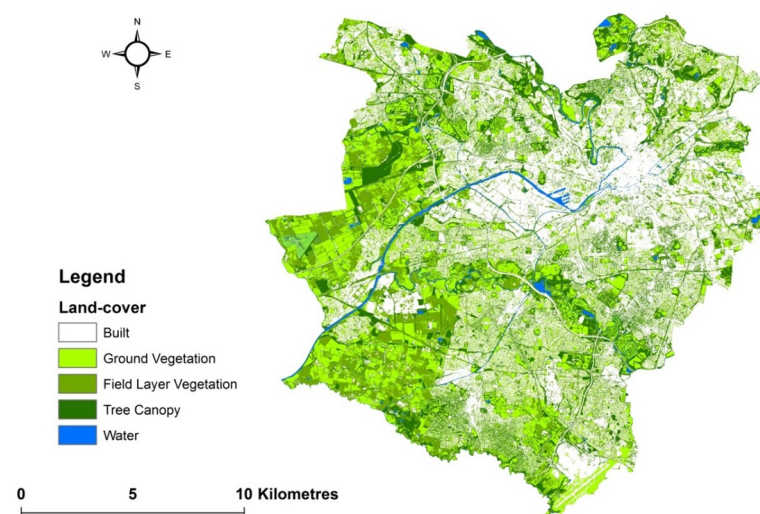 N
W E
S
Legend
Land-cover
Built
Ground Vegetation
Field Layer Vegetation
Tree Canopy
Water
0 5 10 Kilometres